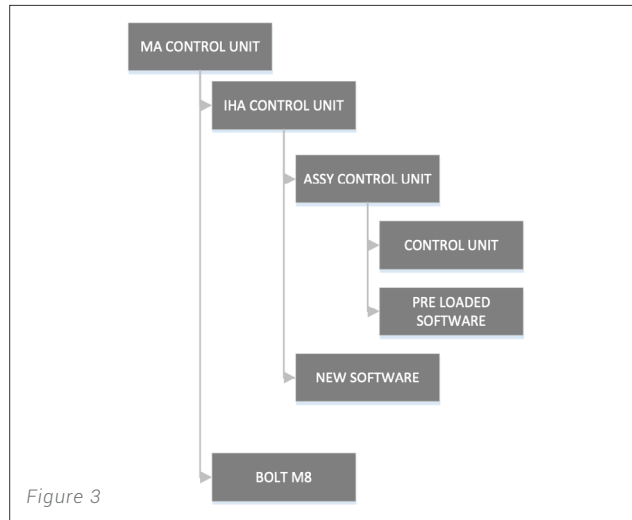 MA CONTROL UNIT
IHA CONTROL UNIT
ASSY CONTROL UNIT
CONTROL UNIT
PRE LOADED
SOFTWARE
NEW SOFTWARE
BOLT M8
Figure 3